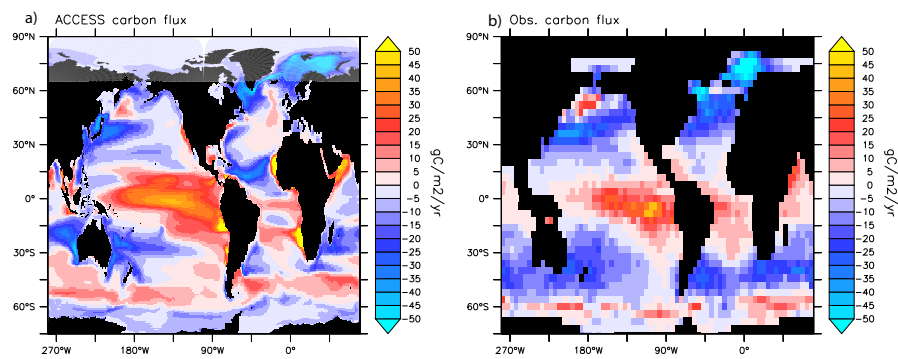 a) ACCESS carbon flux
90°N
60°N
30°N
0°
30°S
60°S
270°W 180°W 90°W 0°
50
45
40
35
30
25
20
15
10
5
0
−5
−10
−15
−20
−25
−30
−35
−40
−45
−50
gC/m2/yr
b) Obs. carbon flux
90°N
60°N
30°N
0°
30°S
60°S
270°W 180°W 90°W 0°
50
45
40
35
30
25
20
15
10
5
0
−5
−10
−15
−20
−25
−30
−35
−40
−45
−50
gC/m2/yr